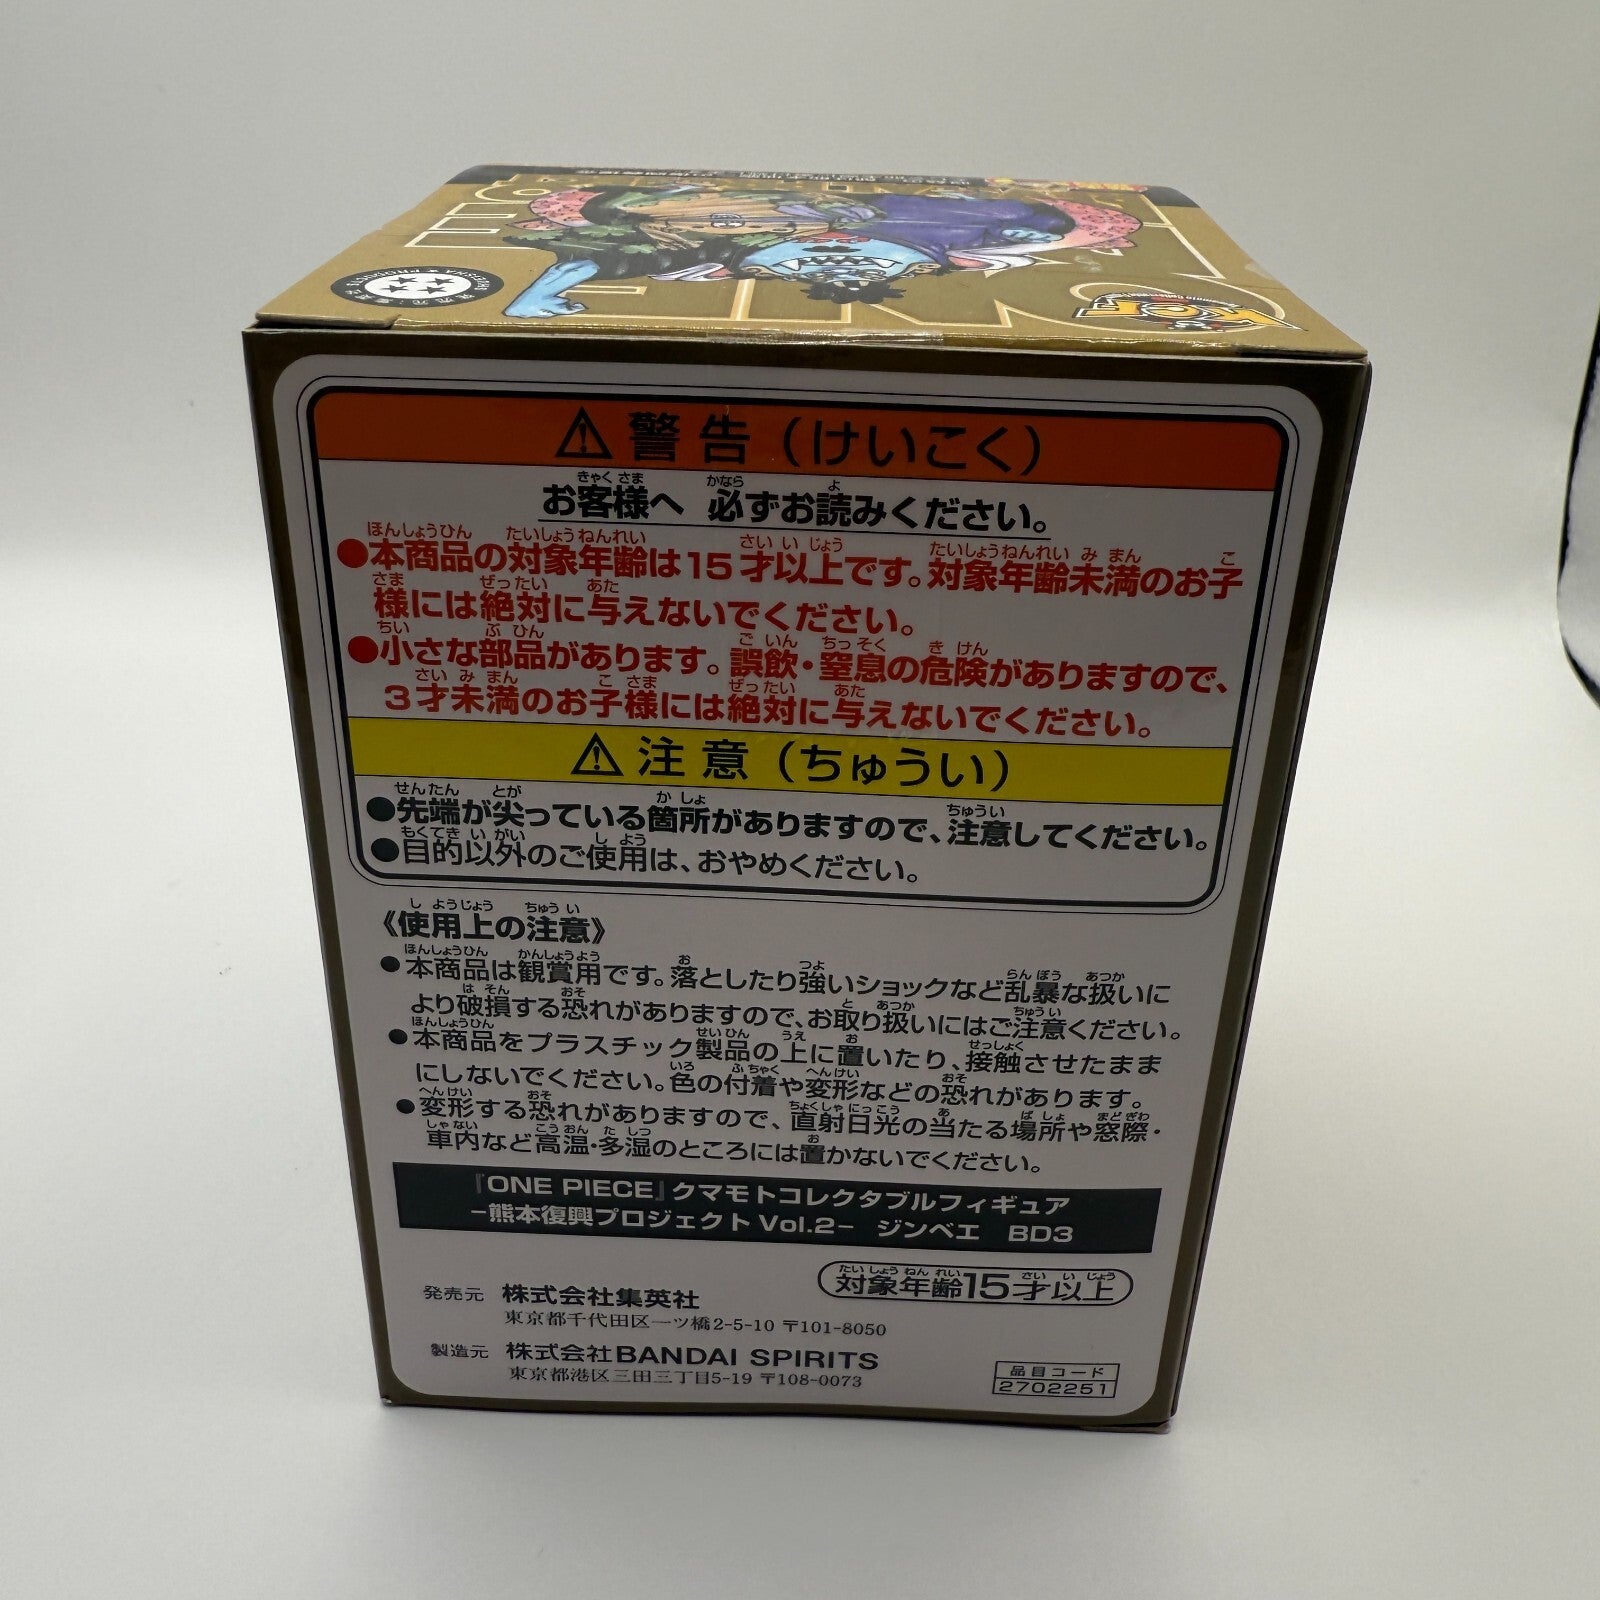 警告（けいこく）
お客様へ 必ずお読みください。
●本商品の対象年齢は15才以上です。対象年齢未満のお子
様には絶対に与えないでください。
●小さな部品があります。誤飲・窒息の危険がありますので、
3才未満のお子様には絶対に与えないでください。
注意（ちゅうい）
●先端が尖っている箇所がありますので、注意してください。
●目的以外のご使用は、おやめください。
《使用上の注意》
●本商品は観賞用です。落としたり強いショックなど乱暴な扱いに
より破損する恐れがありますので、お取り扱いにはご注意ください。
●本商品をプラスチック製品の上に置いたり、接触させたまま
にしないでください。色の付着や変形などの恐れがあります。
●変形する恐れがありますので、直射日光の当たる場所や窓際・
車内など高温・多湿のところには置かないでください。
『ONE PIECE』クマモトコレクタブルフィギュア
-熊本復興プロジェクトVol.2- ジンベエ BD3
対象年齢15才以上
発売元 株式会社集英社
東京都千代田区一ツ橋2-5-10 〒101-8050
製造元 株式会社BANDAI SPIRITS
東京都港区三田三丁目5-19 〒108-0073
品目コード
2702251